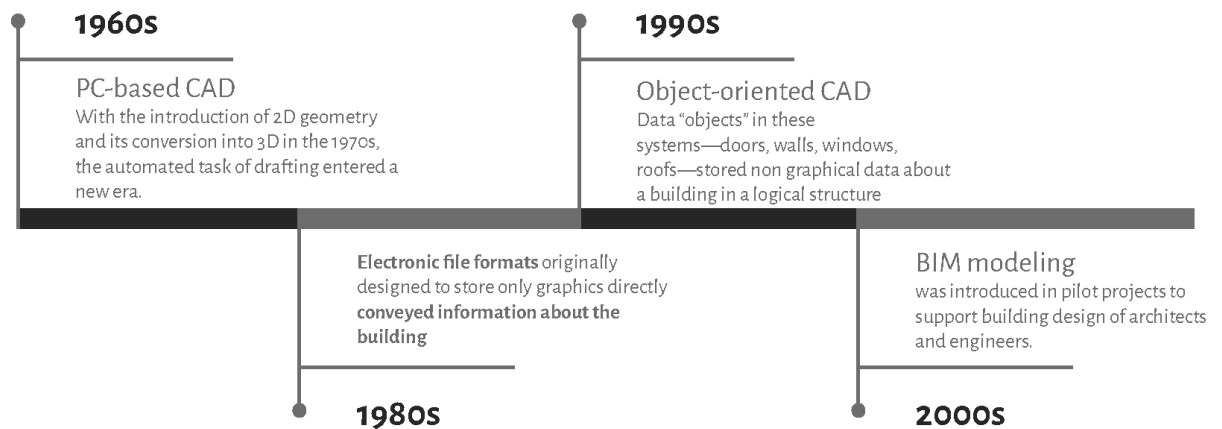 1960s
PC-based CAD
With the introduction of 2D geometry
and its conversion into 3D in the 1970s,
the automated task of drafting entered a
new era.
1990s
Object-oriented CAD
Data “objects” in these
systems—doors, walls, windows,
roofs—stored non graphical data about
a building in a logical structure
Electronic file formats originally
designed to store only graphics directly
conveyed information about the
building
1980s
BIM modeling
was introduced in pilot projects to
support building design of architects
and engineers.
2000s